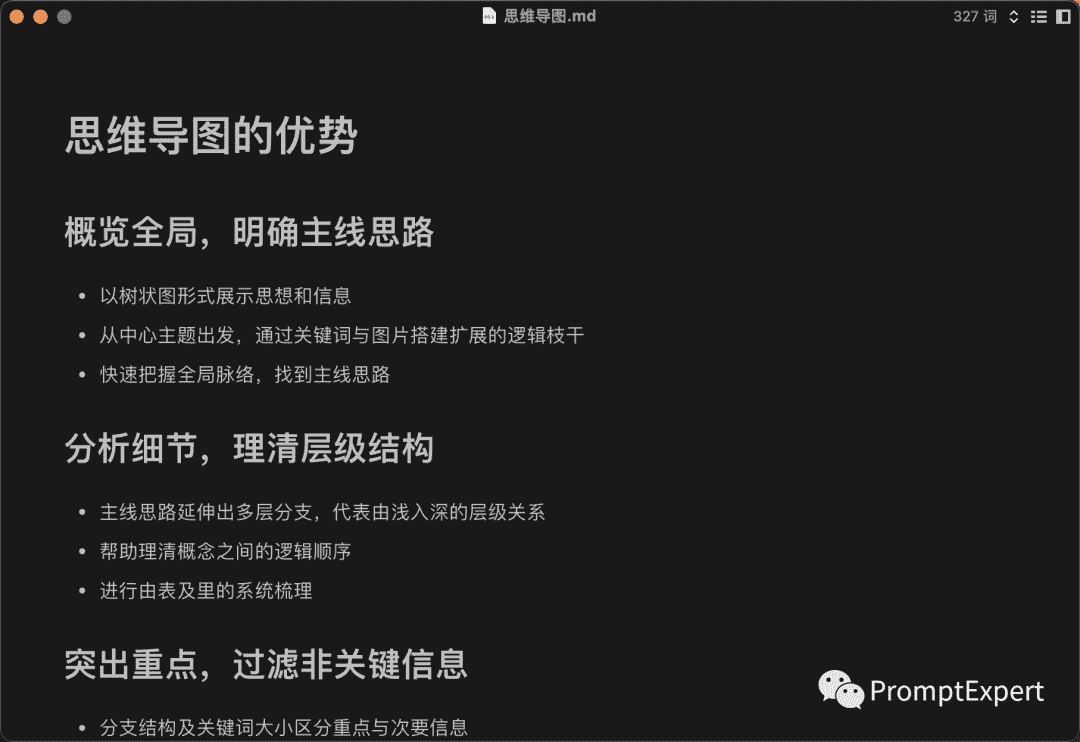 思维导图.md
327 词
思维导图的优势
概览全局，明确主线思路
以树状图形式展示思想和信息
从中心主题出发，通过关键词与图片搭建扩展的逻辑枝干
快速把握全局脉络，找到主线思路
分析细节，理清层级结构
主线思路延伸出多层分支，代表由浅入深的层级关系
帮助理清概念之间的逻辑顺序
进行由表及里的系统梳理
突出重点，过滤非关键信息
分支结构及关键词大小区分重点与次要信息
PromptExpert